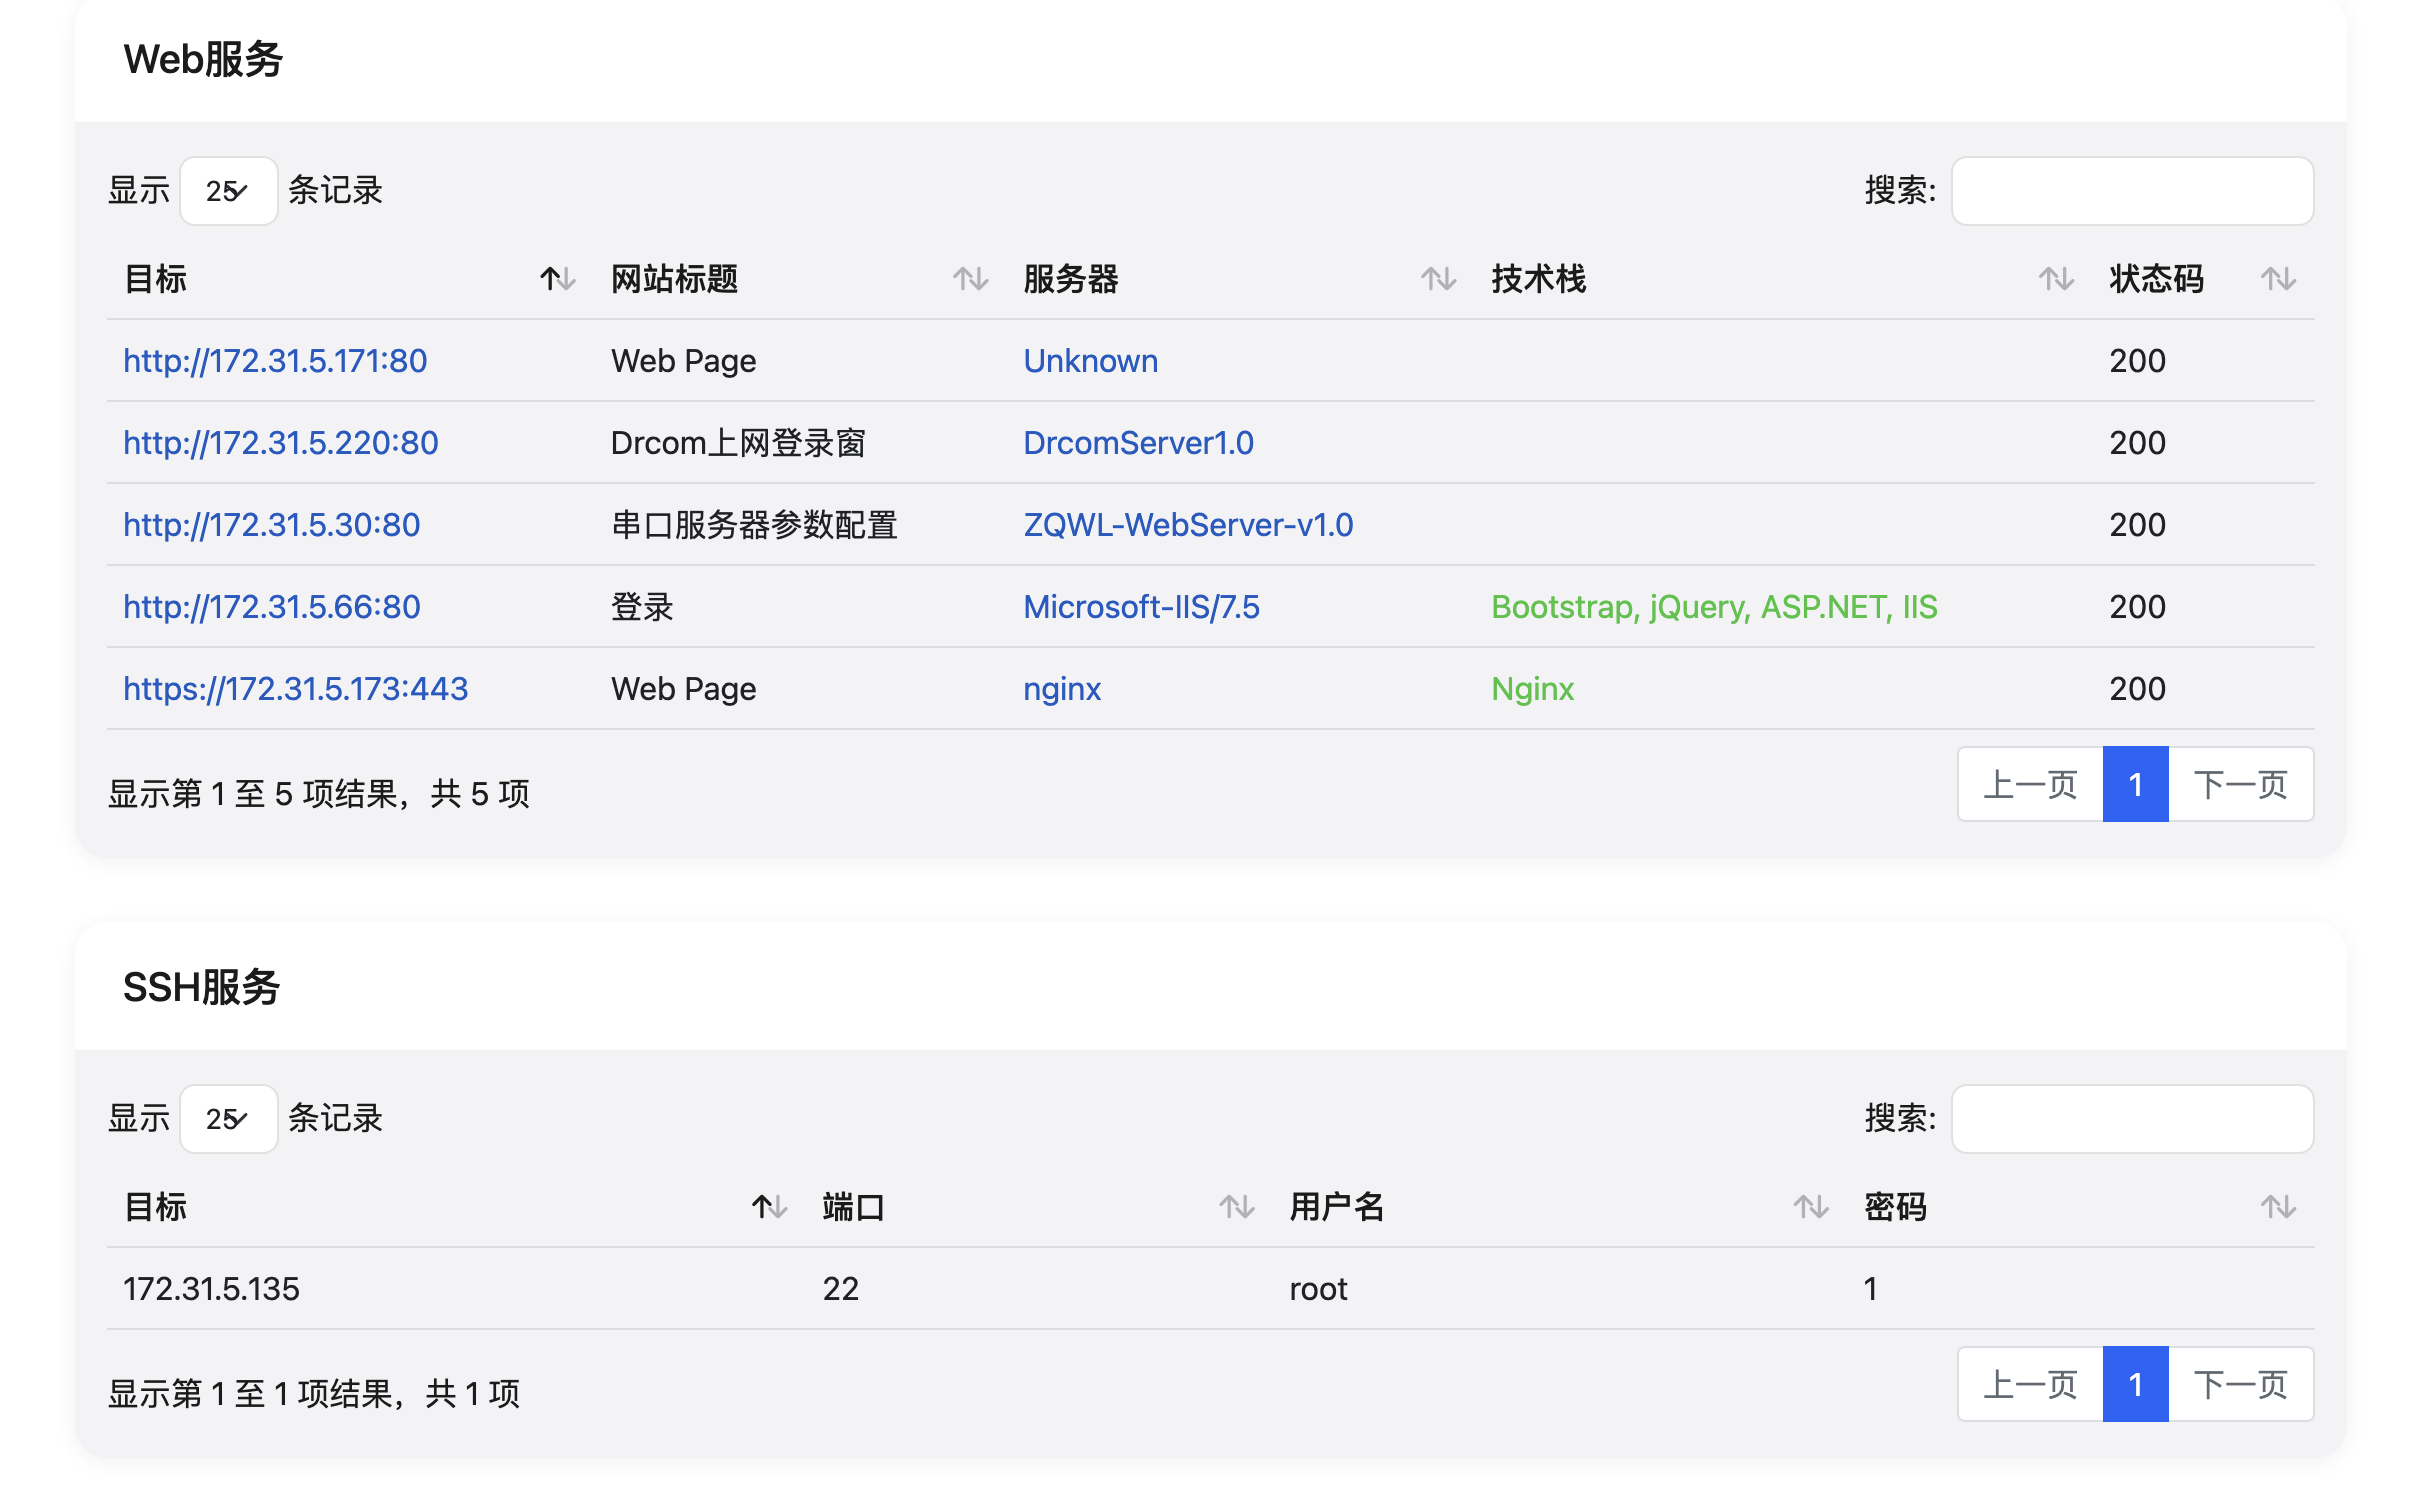 Web服务
显示 25 条记录 搜索:
目标 网站标题 服务器 技术栈 状态码
http://172.31.5.171:80 Web Page Unknown 200
http://172.31.5.220:80 Drcom上网登录窗 DrcomServer1.0 200
http://172.31.5.30:80 串口服务器参数配置 ZQWL-WebServer-v1.0 200
http://172.31.5.66:80 登录 Microsoft-IIS/7.5 Bootstrap, jQuery, ASP.NET, IIS 200
https://172.31.5.173:443 Web Page nginx Nginx 200
显示第 1 至 5 项结果，共 5 项 上一页 1 下一页
SSH服务
显示 25 条记录 搜索:
目标 端口 用户名 密码
172.31.5.135 22 root 1
显示第 1 至 1 项结果，共 1 项 上一页 1 下一页